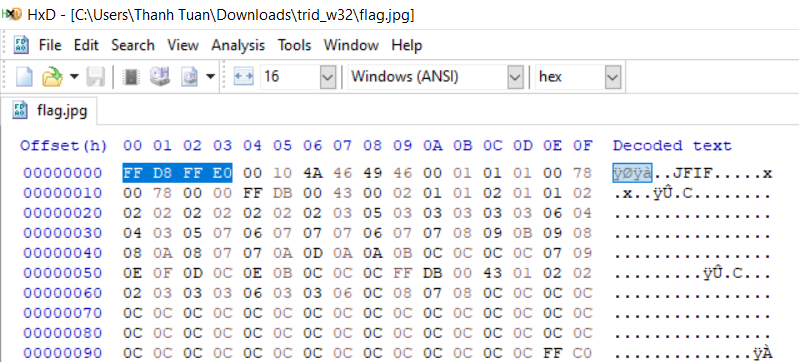 HxD - [C:\Users\Thanh Tuan\Downloads\trid_w32\flag.jpg]
File Edit Search View Analysis Tools Window Help
16 Windows (ANSI) hex
flag.jpg
Offset(h) 00 01 02 03 04 05 06 07 08 09 0A 0B 0C 0D 0E 0F Decoded text
00000000 FF D8 FF E0 00 10 4A 46 49 46 00 01 01 01 00 78 ÿØÿà..JFIF.....x
00000010 00 78 00 00 FF DB 00 43 00 02 01 01 02 01 01 02 .x..ÿÛ.C........
00000020 02 02 02 02 02 02 02 02 03 05 03 03 03 03 06 04 ................
00000030 04 03 05 07 06 07 07 07 06 07 07 08 09 0B 09 08 ................
00000040 08 0A 08 07 07 0A 0D 0A 0A 0B 0C 0C 0C 0C 07 09 ................
00000050 0E 0F 0D 0C 0E 0B 0C 0C 0C FF DB 00 43 01 02 02 .........ÿÛ.C...
00000060 02 03 03 03 06 03 03 06 0C 08 07 08 0C 0C 0C 0C ................
00000070 0C 0C 0C 0C 0C 0C 0C 0C 0C 0C 0C 0C 0C 0C 0C 0C ................
00000080 0C 0C 0C 0C 0C 0C 0C 0C 0C 0C 0C 0C 0C 0C 0C 0C ................
00000090 0C 0C 0C 0C 0C 0C 0C 0C 0C 0C 0C 0C 0C 0C FF C0 ..............ÿÀ